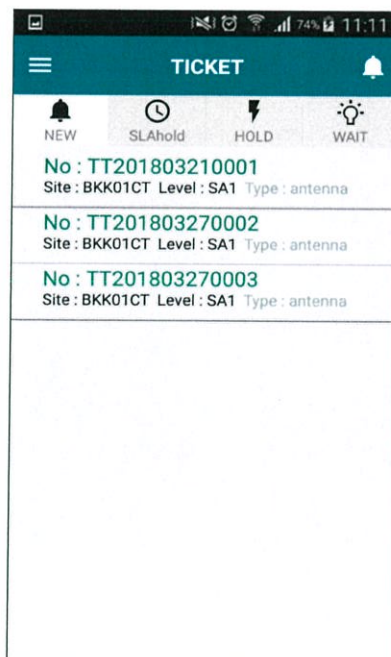 74% 11:11
TICKET
NEW SLAhold HOLD WAIT
No : TT201803210001
Site : BKK01CT Level : SA1 Type : antenna
No : TT201803270002
Site : BKK01CT Level : SA1 Type : antenna
No : TT201803270003
Site : BKK01CT Level : SA1 Type : antenna